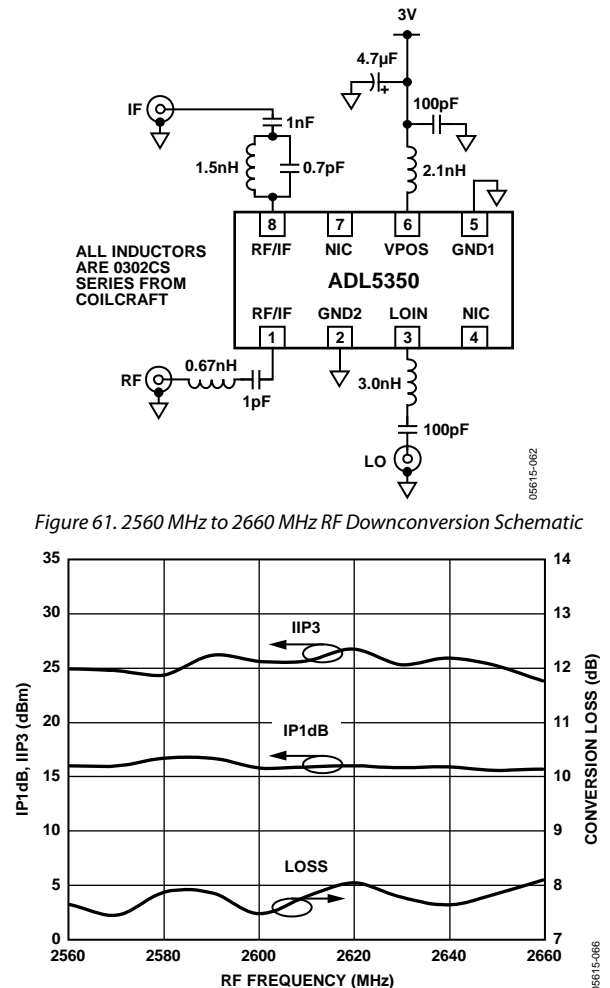 3V
4.7µF
+
100pF
IF
1nF
1.5nH
0.7pF
2.1nH
8
7
6
5
RF/IF
NIC
VPOS
GND1
ALL INDUCTORS
ARE 0302CS
SERIES FROM
COILCRAFT
ADL5350
RF/IF
GND2
LOIN
NIC
1
2
3
4
RF
0.67nH
1pF
3.0nH
100pF
LO
05615-062
Figure 61. 2560 MHz to 2660 MHz RF Downconversion Schematic
35
30
25
20
15
10
5
0
IP1dB, IIP3 (dBm)
IIP3
IP1dB
LOSS
14
13
12
11
10
9
8
7
CONVERSION LOSS (dB)
2560
2580
2600
2620
2640
2660
RF FREQUENCY (MHz)
05615-066